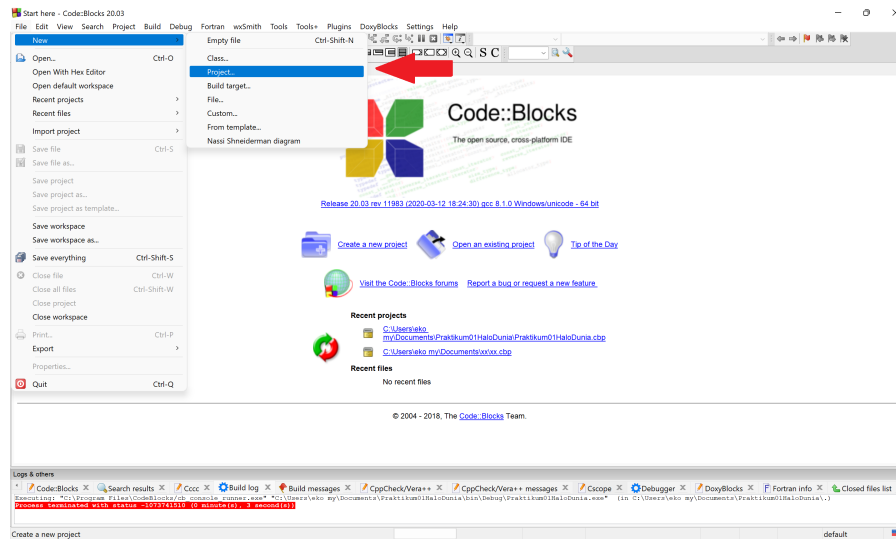 Start here - Code::Blocks 20.03
File Edit View Search Project Build Debug Fortran wxSmith Tools Tools+ Plugins DoxyBlocks Settings Help
New
Empty file Ctrl-Shift-N
S C
Open... Ctrl-O
Class...
Open With Hex Editor
Project...
Open default workspace
Build target...
Recent projects
File...
Recent files
Custom...
Import project
From template...
Save file Ctrl-S
Nassi Shneiderman diagram
Save file as...
Save project
Save project as...
Save project as template...
Save workspace
Save workspace as...
Save everything Ctrl-Shift-S
Close file Ctrl-W
Close all files Ctrl-Shift-W
Close project
Close workspace
Print... Ctrl-P
Export
Properties...
Quit Ctrl-Q
Code::Blocks
The open source, cross-platform IDE
Release 20.03 rev 11983 (2020-03-12 18:24:30) gcc 8.1.0 Windows/unicode - 64 bit
Create a new project Open an existing project Tip of the Day
Visit the Code::Blocks forums Report a bug or request a new feature
Recent projects
C:\Users\eko
my\Documents\Praktikum01HaloDunia\Praktikum01HaloDunia.cbp
C:\Users\eko my\Documents\xx\xx.cbp
Recent files
No recent files
© 2004 - 2018, The Code::Blocks Team.
Logs & others
Code::Blocks X Search results X Cccc X Build log X Build messages X CppCheck/Vera++ X CppCheck/Vera++ messages X Cscope X Debugger X DoxyBlocks X Fortran info X Closed files list
Executing: "C:\Program Files\CodeBlocks/cb_console_runner.exe" "C:\Users\eko my\Documents\Praktikum01HaloDunia\bin\Debug\Praktikum01HaloDunia.exe" (in C:\Users\eko my\Documents\Praktikum01HaloDunia\.)
Process terminated with status -1073741510 (0 minute(s), 3 second(s))
Create a new project default